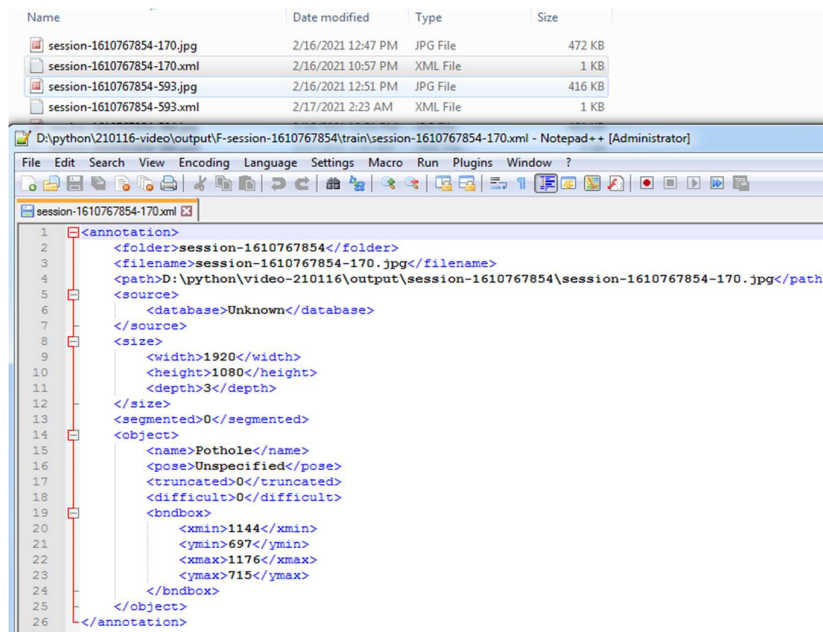 Name Date modified Type Size
session-1610767854-170.jpg 2/16/2021 12:47 PM JPG File 472 KB
session-1610767854-170.xml 2/16/2021 10:57 PM XML File 1 KB
session-1610767854-593.jpg 2/16/2021 12:51 PM JPG File 416 KB
session-1610767854-593.xml 2/17/2021 2:23 AM XML File 1 KB
D:\python\210116-video\output\F-session-1610767854\train\session-1610767854-170.xml - Notepad++ [Administrator]
File Edit Search View Encoding Language Settings Macro Run Plugins Window ?
session-1610767854-170.xml
1 <annotation>
2 <folder>session-1610767854</folder>
3 <filename>session-1610767854-170.jpg</filename>
4 <path>D:\python\video-210116\output\session-1610767854\session-1610767854-170.jpg</path
5 <source>
6 <database>Unknown</database>
7 </source>
8 <size>
9 <width>1920</width>
10 <height>1080</height>
11 <depth>3</depth>
12 </size>
13 <segmented>0</segmented>
14 <object>
15 <name>Pothole</name>
16 <pose>Unspecified</pose>
17 <truncated>0</truncated>
18 <difficult>0</difficult>
19 <bndbox>
20 <xmin>1144</xmin>
21 <ymin>697</ymin>
22 <xmax>1176</xmax>
23 <ymax>715</ymax>
24 </bndbox>
25 </object>
26 </annotation>